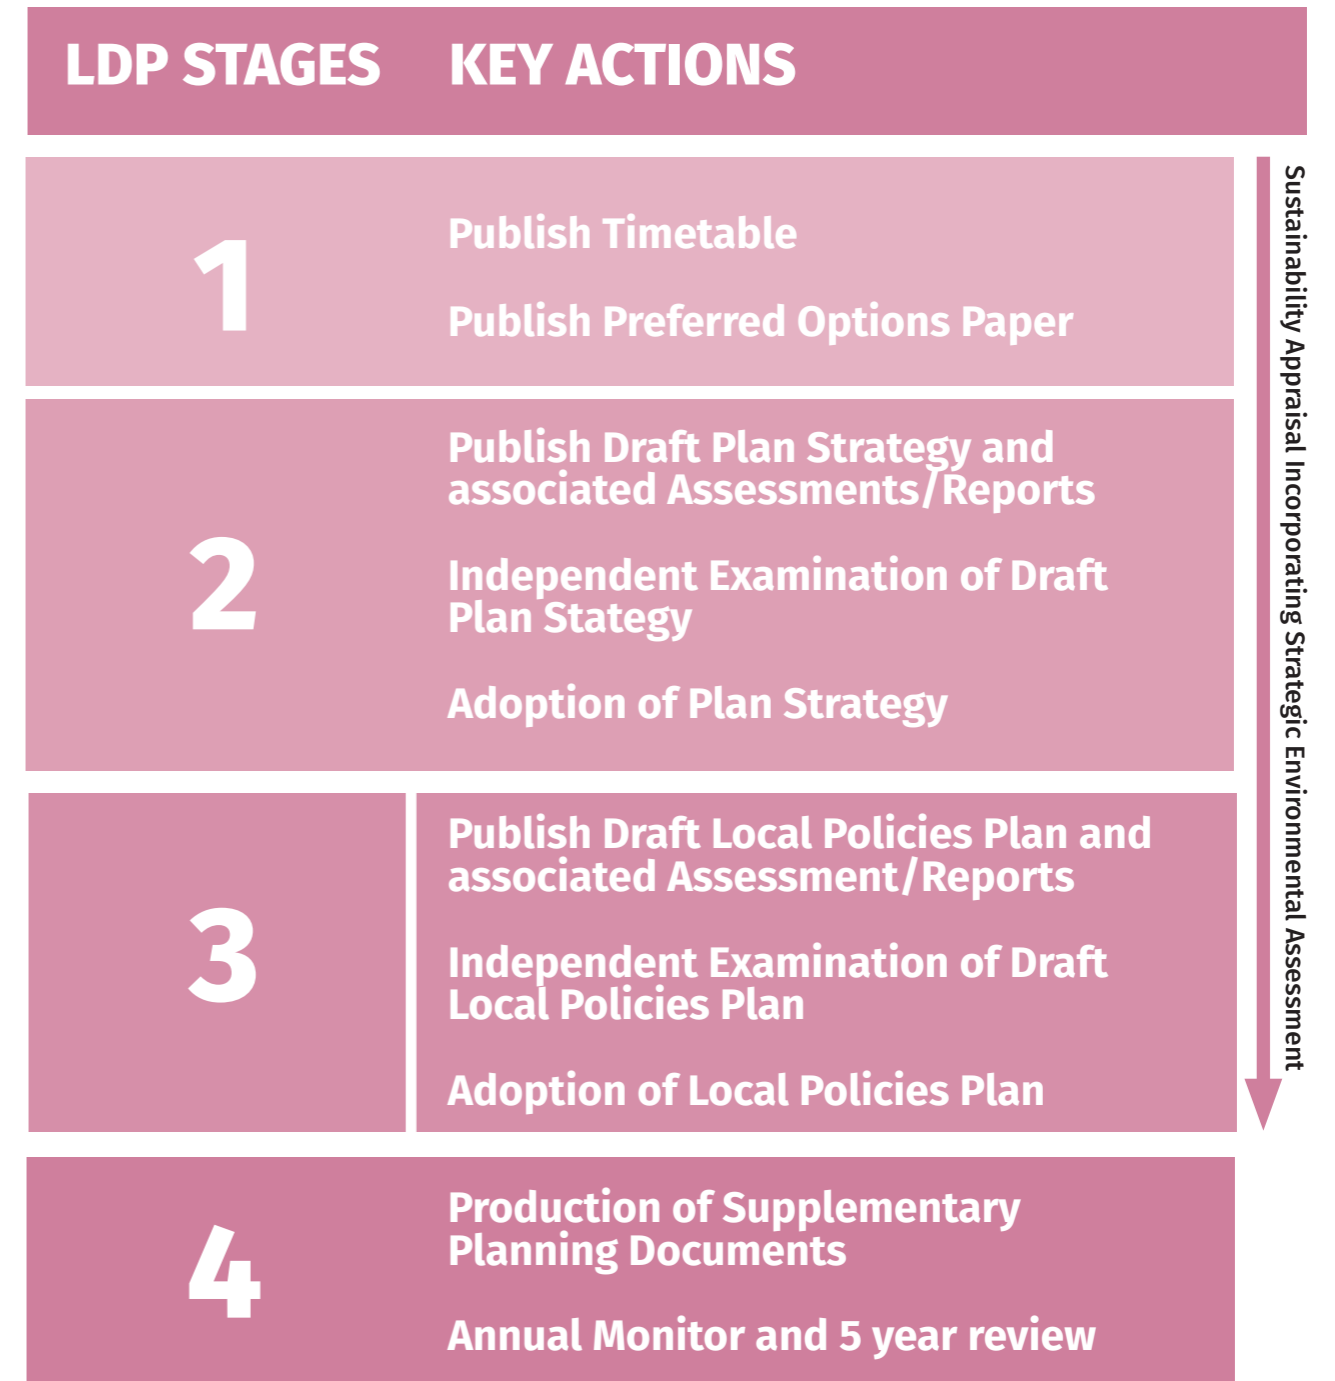 LDP STAGES
KEY ACTIONS
1
Publish Timetable
Publish Preferred Options Paper
2
Publish Draft Plan Strategy and
associated Assessments/Reports
Independent Examination of Draft
Plan Stategy
Adoption of Plan Strategy
3
Publish Draft Local Policies Plan and
associated Assessment/Reports
Independent Examination of Draft
Local Policies Plan
Adoption of Local Policies Plan
4
Production of Supplementary
Planning Documents
Annual Monitor and 5 year review
Sustainability Appraisal Incorporating Strategic Environmental Assessment